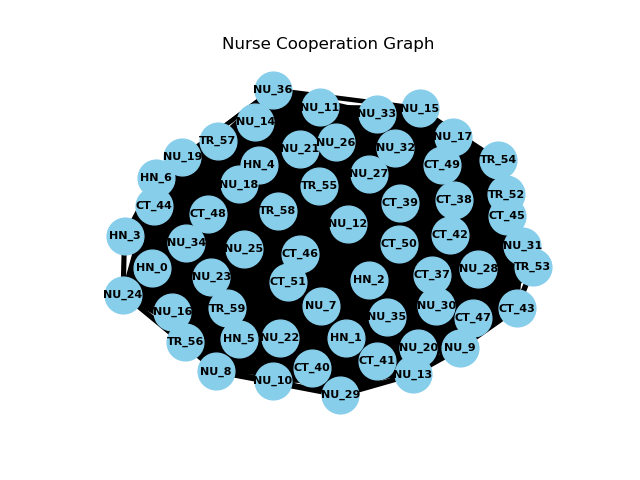 Nurse Cooperation Graph
NU_36
NU_11
NU_15
NU_33
NU_14
NU_17
TR_57
NU_26
NU_32
NU_21
NU_19
TR_54
HN_4
CT_49
NU_27
HN_6
NU_18
TR_55
TR_52
CT_38
CT_39
CT_44
TR_58
CT_48
CT_45
NU_12
CT_42
HN_3
NU_34
CT_50
NU_31
NU_25
CT_46
TR_53
HN_0
NU_28
CT_37
NU_23
HN_2
CT_51
NU_24
NU_7
NU_30
TR_59
CT_43
NU_16
NU_35
CT_47
HN_1
NU_22
HN_5
TR_56
NU_20
NU_9
CT_41
CT_40
NU_8
NU_13
NU_10
NU_29